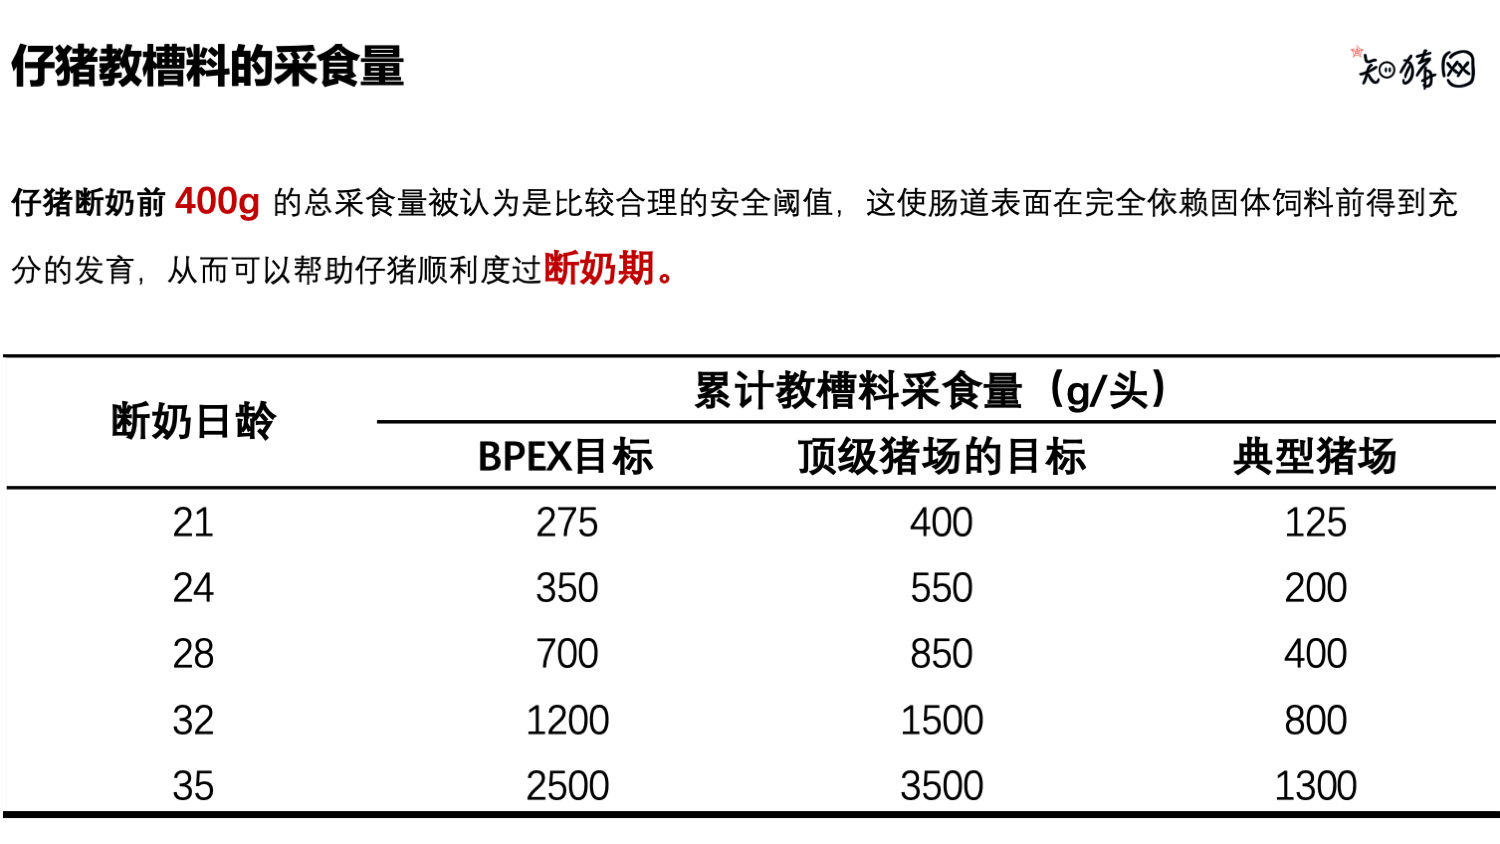 仔猪教槽料的采食量
知猪网
仔猪断奶前 400g 的总采食量被认为是比较合理的安全阈值，这使肠道表面在完全依赖固体饲料前得到充
分的发育，从而可以帮助仔猪顺利度过断奶期。
断奶日龄
累计教槽料采食量（g/头）
BPEX目标 顶级猪场的目标 典型猪场
21 275 400 125
24 350 550 200
28 700 850 400
32 1200 1500 800
35 2500 3500 1300